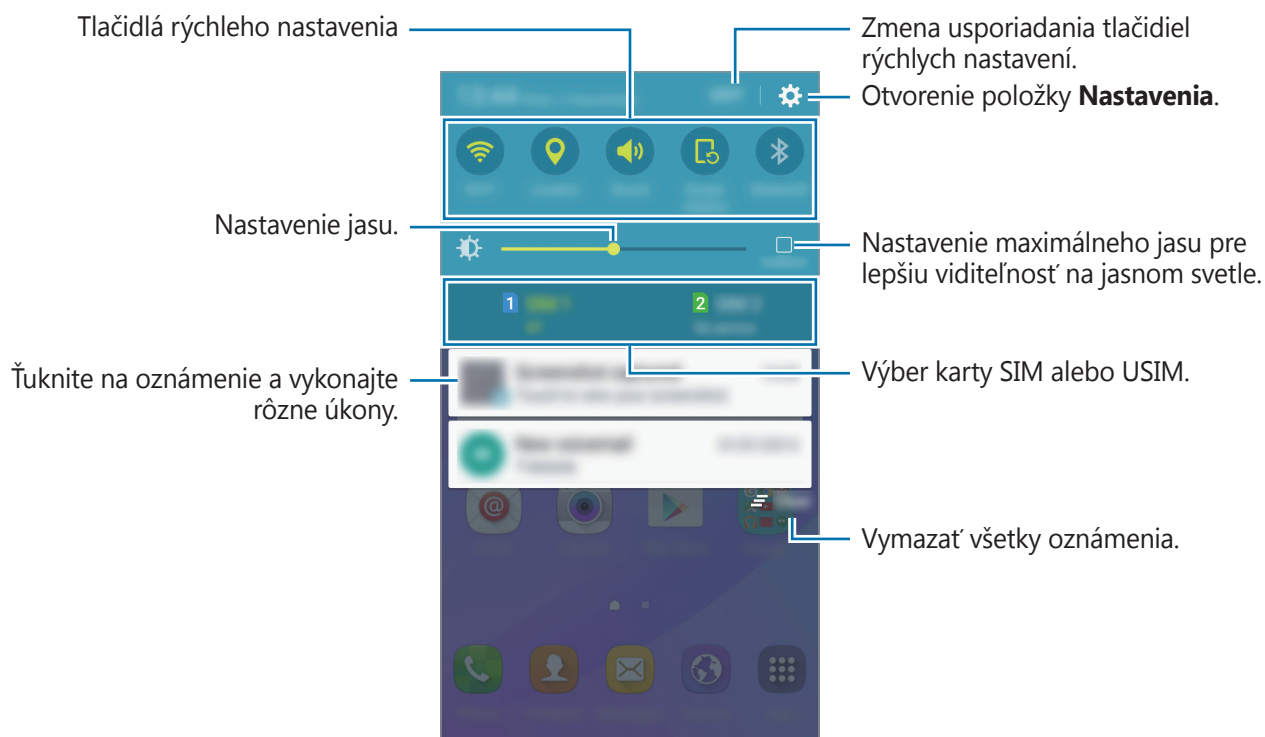 Tlačidlá rýchleho nastavenia
Zmena usporiadania tlačidiel
rýchlych nastavení.
Otvorenie položky Nastavenia.
Nastavenie jasu.
Nastavenie maximálneho jasu pre
lepšiu viditeľnosť na jasnom svetle.
1
2
Výber karty SIM alebo USIM.
Ťuknite na oznámenie a vykonajte
rôzne úkony.
Vymazať všetky oznámenia.